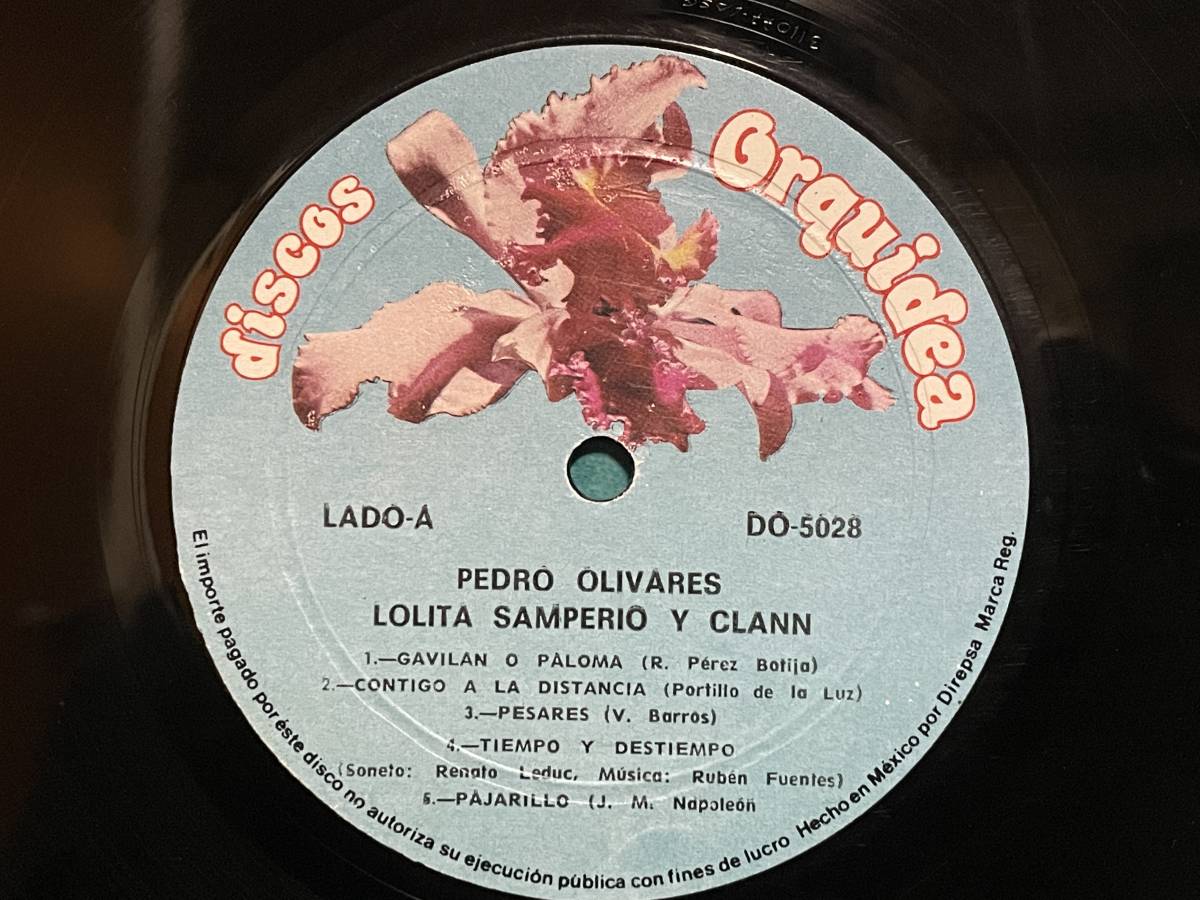 discos Orquidea
LADO-A
DO-5028
PEDRO OLIVARES
LOLITA SAMPERIO Y CLANN
1.—GAVILAN O PALOMA (R. Pérez Botija)
2.—CONTIGO A LA DISTANCIA (Portillo de la Luz)
3.—PESARES (V. Barros)
4.—TIEMPO Y DESTIEMPO
(Soneto: Renato Leduc, Música: Rubén Fuentes)
5.—PAJARILLO (J. M. Napoleón
El importe pagado por éste disco no autoriza su ejecución pública con fines de lucro Hecho en México por Direpsa Marca Reg.